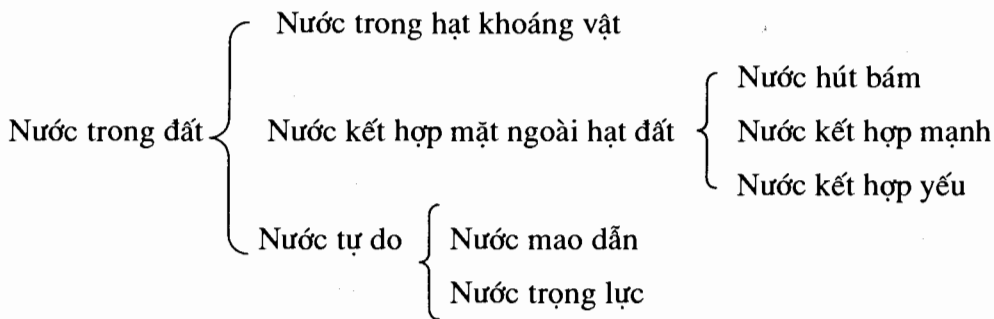 Nước trong hạt khoáng vật
Nước trong đất
Nước kết hợp mặt ngoài hạt đất
Nước hút bám
Nước kết hợp mạnh
Nước kết hợp yếu
Nước tự do
Nước mao dẫn
Nước trọng lực